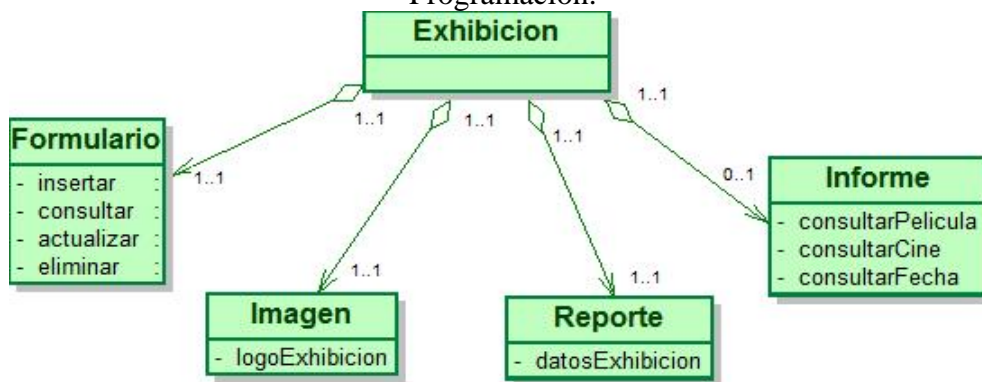 Programación.
Exhibicion
1..1
1..1
1..1
1..1
Formulario
- insertar :
- consultar :
- actualizar :
- eliminar :
1..1
0..1
Informe
- consultarPelicula
- consultarCine
- consultarFecha
1..1
1..1
Imagen
- logoExhibicion
Reporte
- datosExhibicion